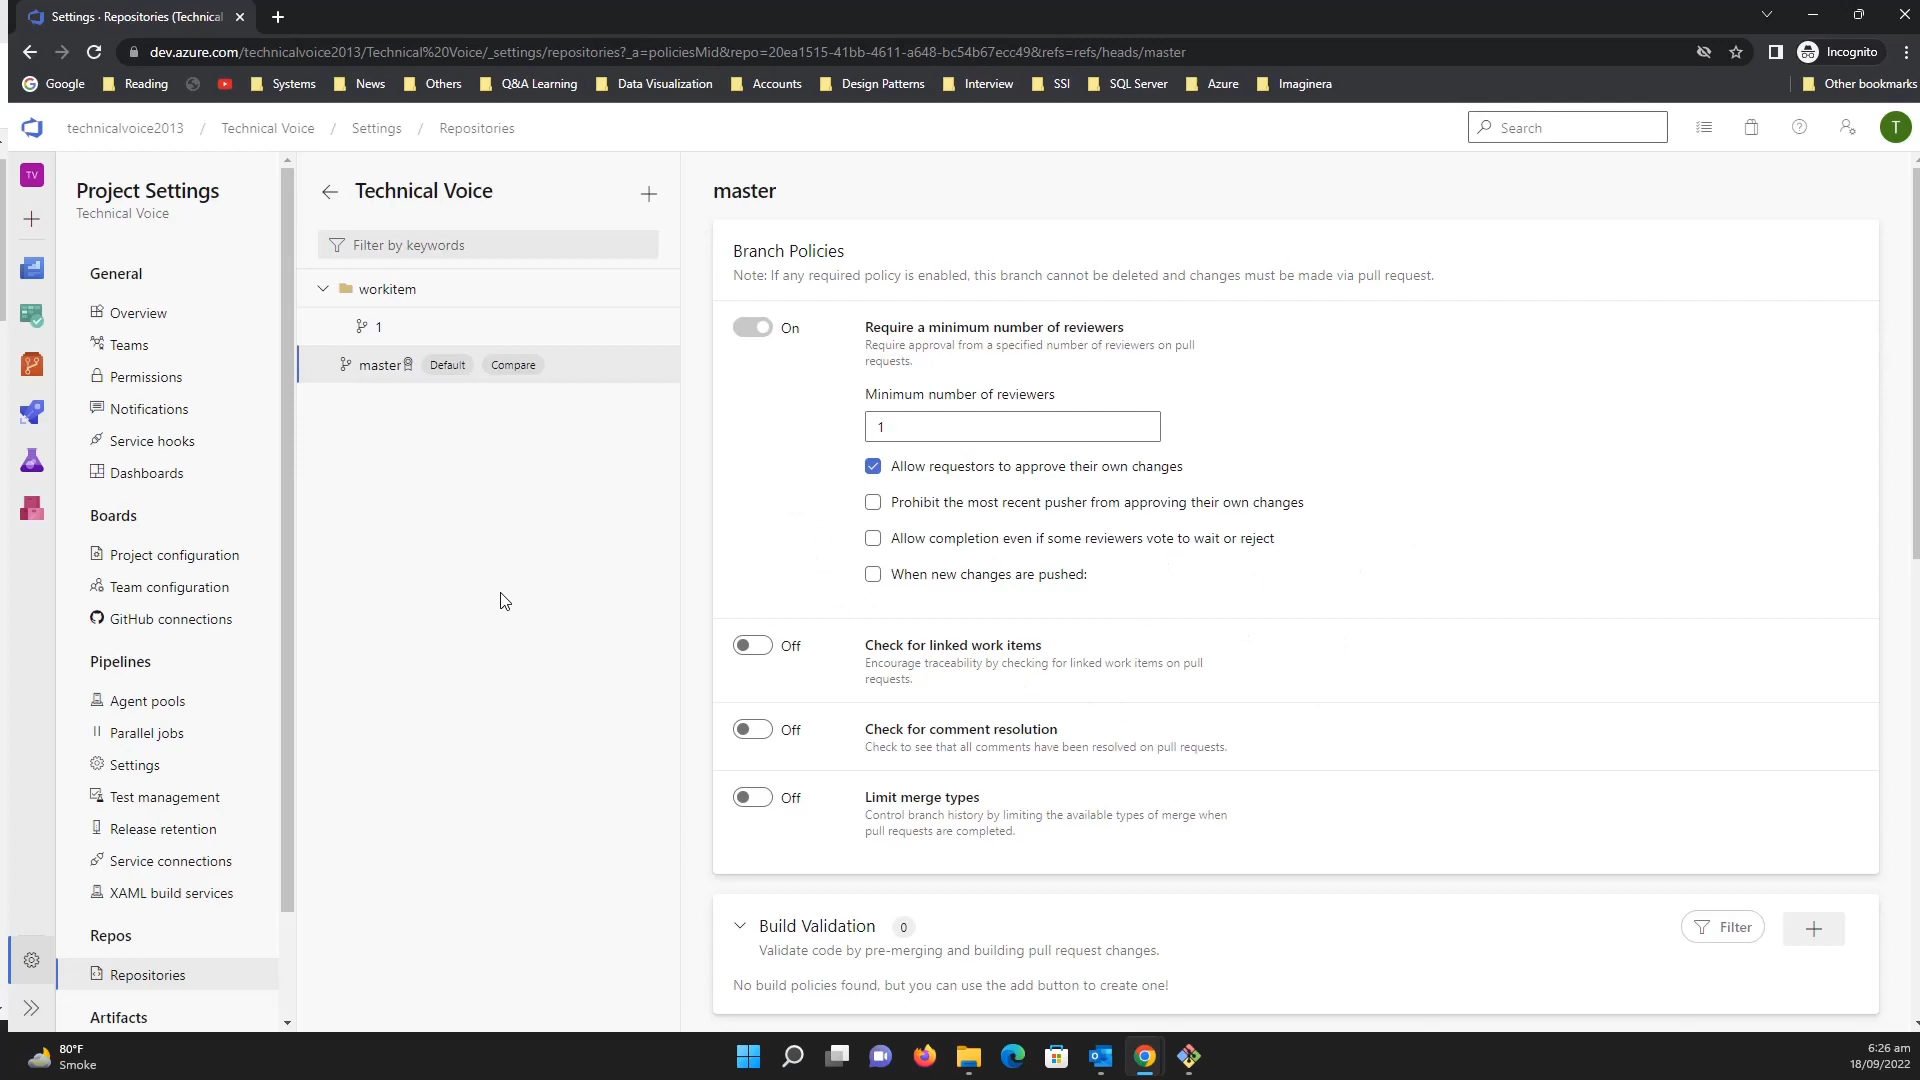 Settings · Repositories (Technical
dev.azure.com/technicalvoice2013/Technical%20Voice/_settings/repositories?_a=policiesMid&repo=20ea1515-41bb-4611-a648-bc54b67ecc49&refs=refs/heads/master
Incognito
Google Reading Systems News Others Q&A Learning Data Visualization Accounts Design Patterns Interview SSI SQL Server Azure Imaginera Other bookmarks
technicalvoice2013 / Technical Voice / Settings / Repositories
Search
T
TV
Project Settings
Technical Voice
General
Overview
Teams
Permissions
Notifications
Service hooks
Dashboards
Boards
Project configuration
Team configuration
GitHub connections
Pipelines
Agent pools
Parallel jobs
Settings
Test management
Release retention
Service connections
XAML build services
Repos
Repositories
Artifacts
Technical Voice
Filter by keywords
workitem
1
master Default Compare
master
Branch Policies
Note: If any required policy is enabled, this branch cannot be deleted and changes must be made via pull request.
On
Require a minimum number of reviewers
Require approval from a specified number of reviewers on pull
requests.
Minimum number of reviewers
1
Allow requestors to approve their own changes
Prohibit the most recent pusher from approving their own changes
Allow completion even if some reviewers vote to wait or reject
When new changes are pushed:
Off
Check for linked work items
Encourage traceability by checking for linked work items on pull
requests.
Off
Check for comment resolution
Check to see that all comments have been resolved on pull requests.
Off
Limit merge types
Control branch history by limiting the available types of merge when
pull requests are completed.
Build Validation 0
Filter
Validate code by pre-merging and building pull request changes.
No build policies found, but you can use the add button to create one!
80°F
Smoke
6:26 am
18/09/2022